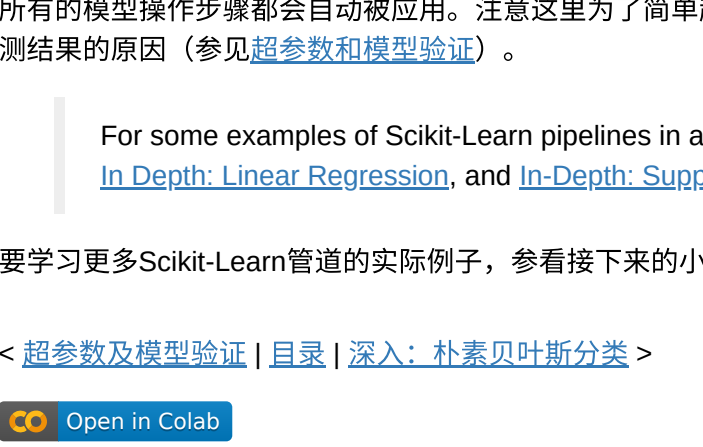 所有的模型操作步骤都会自动被应用。注意这里为了简单
测结果的原因（参见超参数和模型验证）。
For some examples of Scikit-Learn pipelines in a
In Depth: Linear Regression, and In-Depth: Supp
要学习更多Scikit-Learn管道的实际例子，参看接下来的小
< 超参数及模型验证 | 目录 | 深入：朴素贝叶斯分类 >
Open in Colab